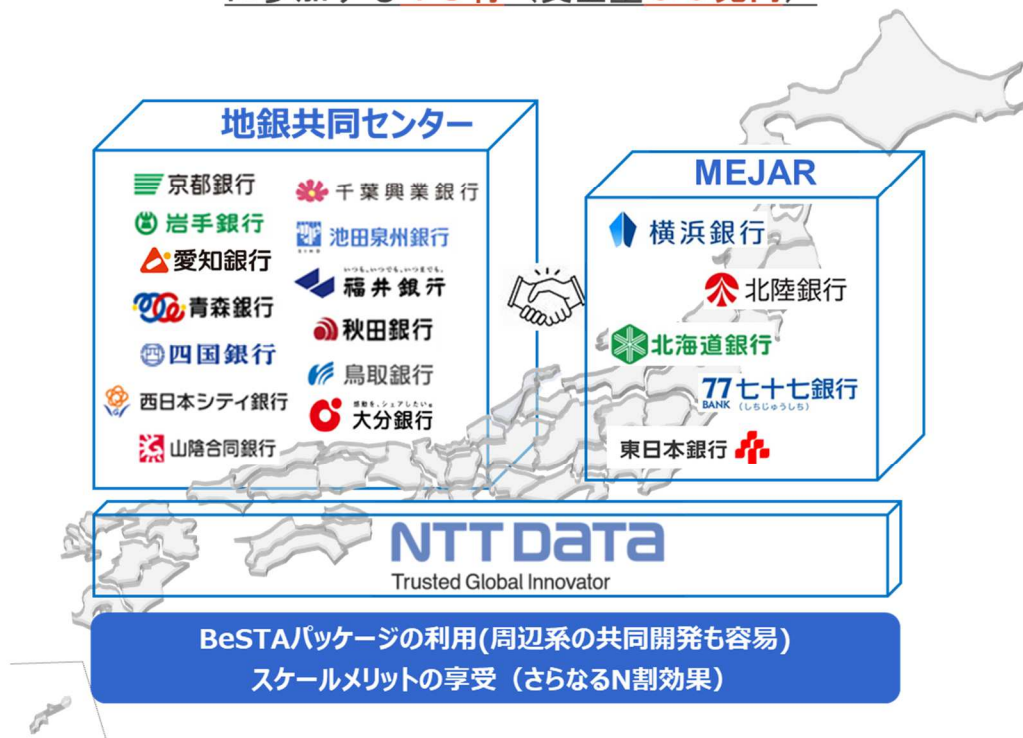 地銀共同センター
京都銀行
岩手銀行
愛知銀行
青森銀行
四国銀行
西日本シティ銀行
山陰合同銀行
千葉興業銀行
池田泉州銀行
いつも。いつでも。いつまでも。
福井銀行
秋田銀行
鳥取銀行
感動を、シェアしたい。
大分銀行
MEJAR
横浜銀行
北陸銀行
北海道銀行
77 BANK 七十七銀行
(しちじゅうしち)
東日本銀行
NTT DATA
Trusted Global Innovator
BeSTAパッケージの利用(周辺系の共同開発も容易)
スケールメリットの享受(さらなるN割効果)